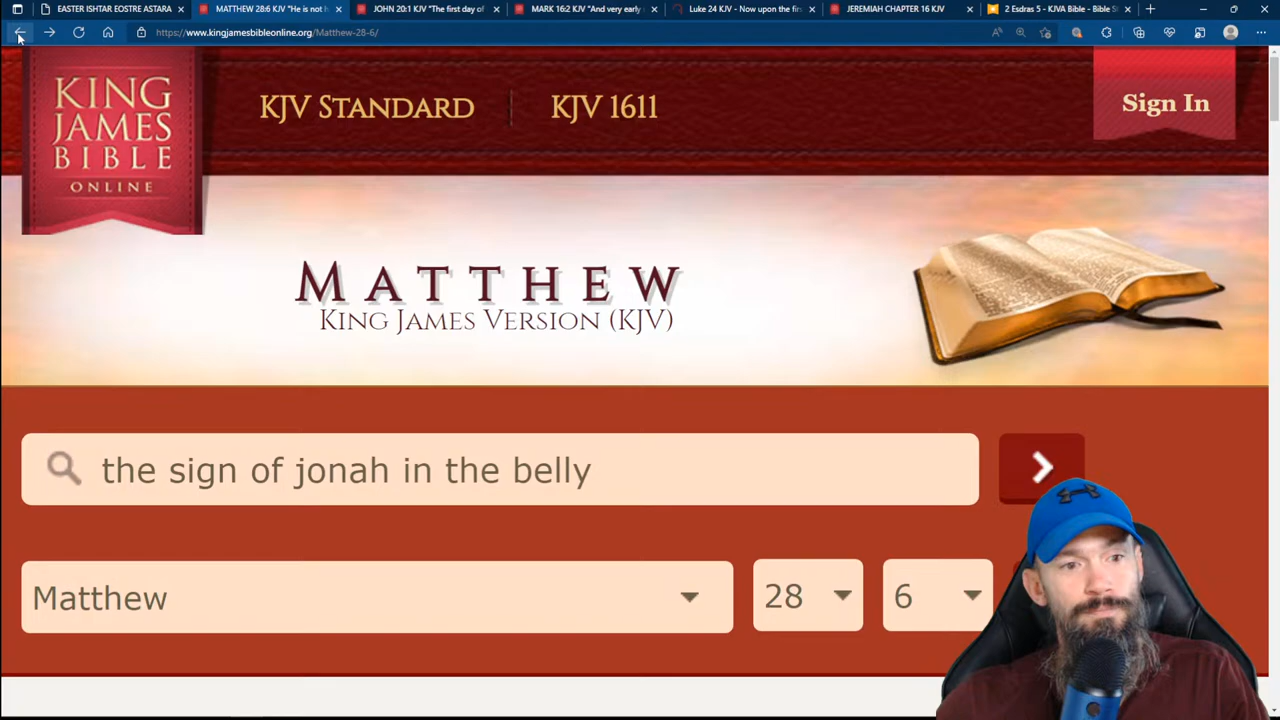 EASTER ISHTAR EOSTRE ASTARA
MATTHEW 28:6 KJV "He is not h
JOHN 20:1 KJV "The first day of
MARK 16:2 KJV "And very early
Luke 24 KJV - Now upon the fir
JEREMIAH CHAPTER 16 KJV
2 Esdras 5 - KJVA Bible - Bible St
https://www.kingjamesbibleonline.org/Matthew-28-6/
KING
JAMES
BIBLE
ONLINE
KJV STANDARD
KJV 1611
Sign In
MATTHEW
KING JAMES VERSION (KJV)
the sign of jonah in the belly
Matthew
28
6